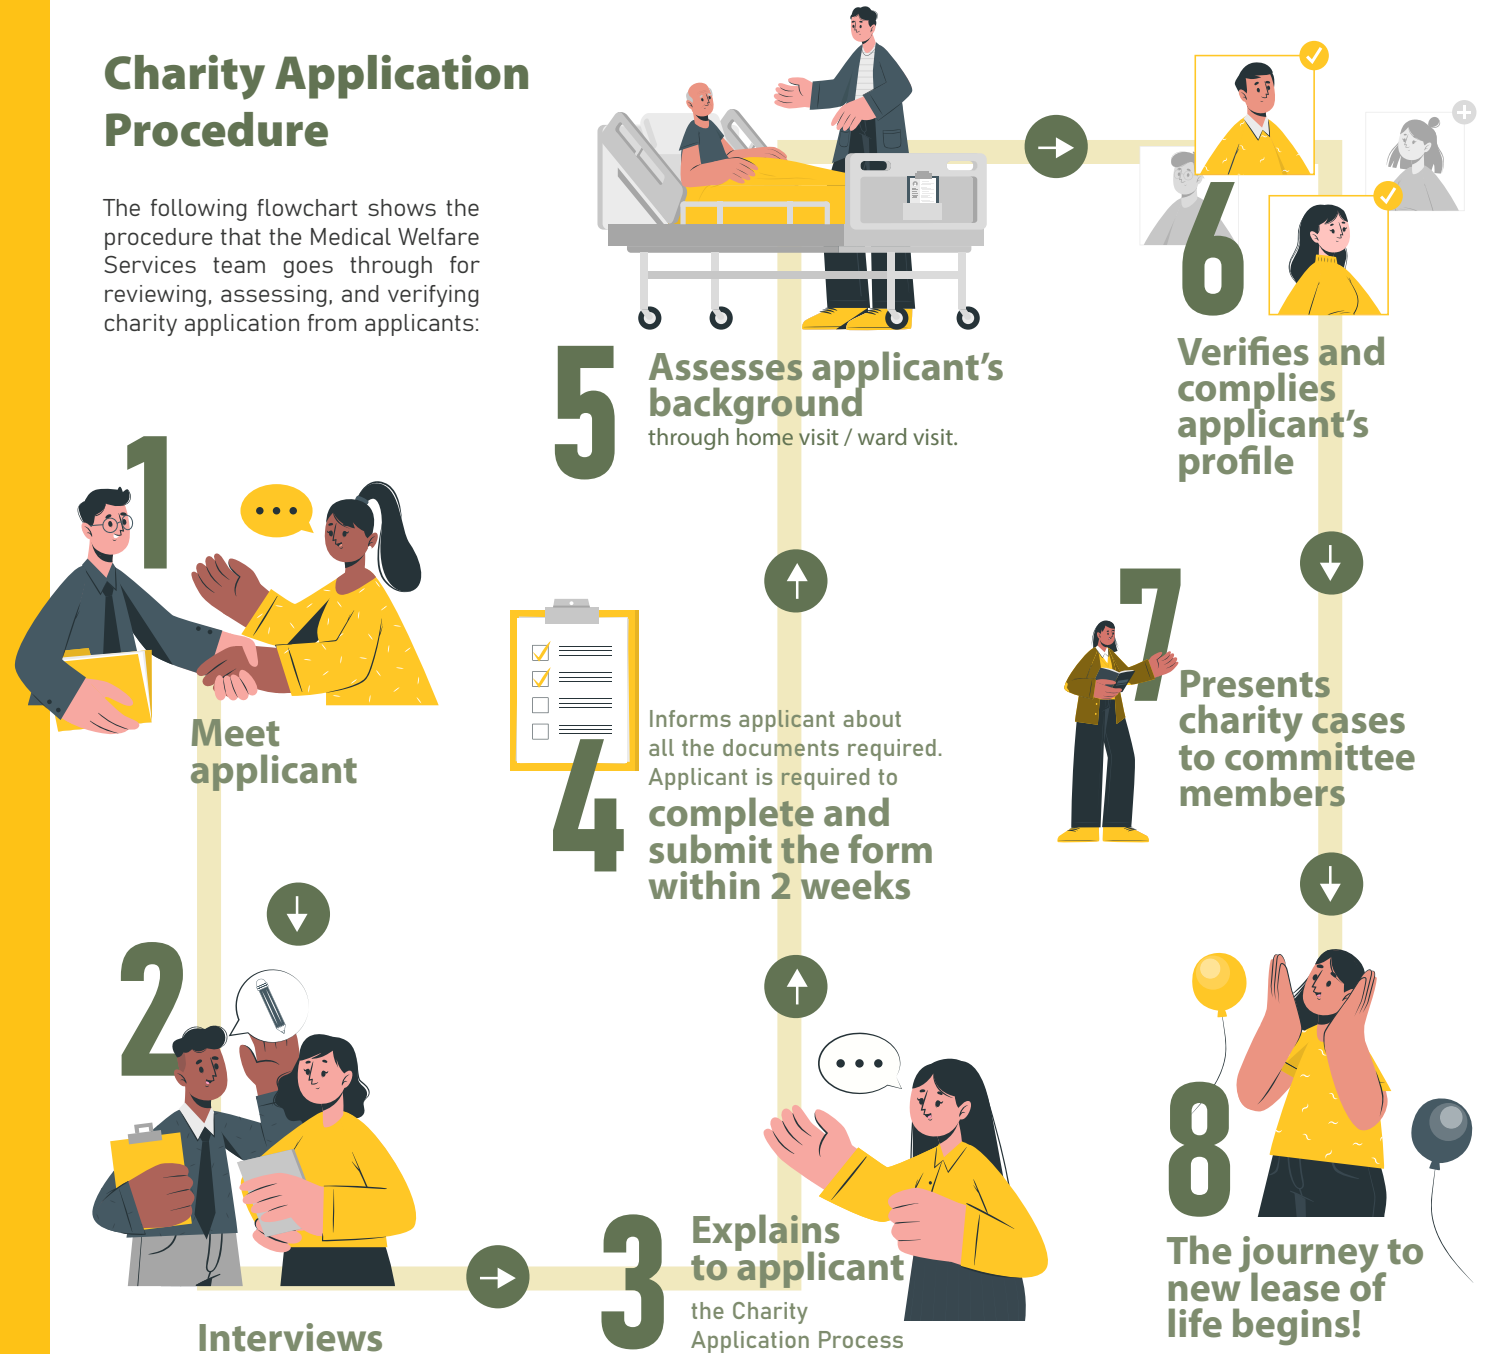 Charity Application
Procedure
The following flowchart shows the
procedure that the Medical Welfare
Services team goes through for
reviewing, assessing, and verifying
charity application from applicants:
1
Meet
applicant
2
Interviews
3
Explains
to applicant
the Charity
Application Process
4
Informs applicant about
all the documents required.
Applicant is required to
complete and
submit the form
within 2 weeks
5
Assesses applicant’s
background
through home visit / ward visit.
6
Verifies and
complies
applicant’s
profile
7
Presents
charity cases
to committee
members
8
The journey to
new lease of
life begins!